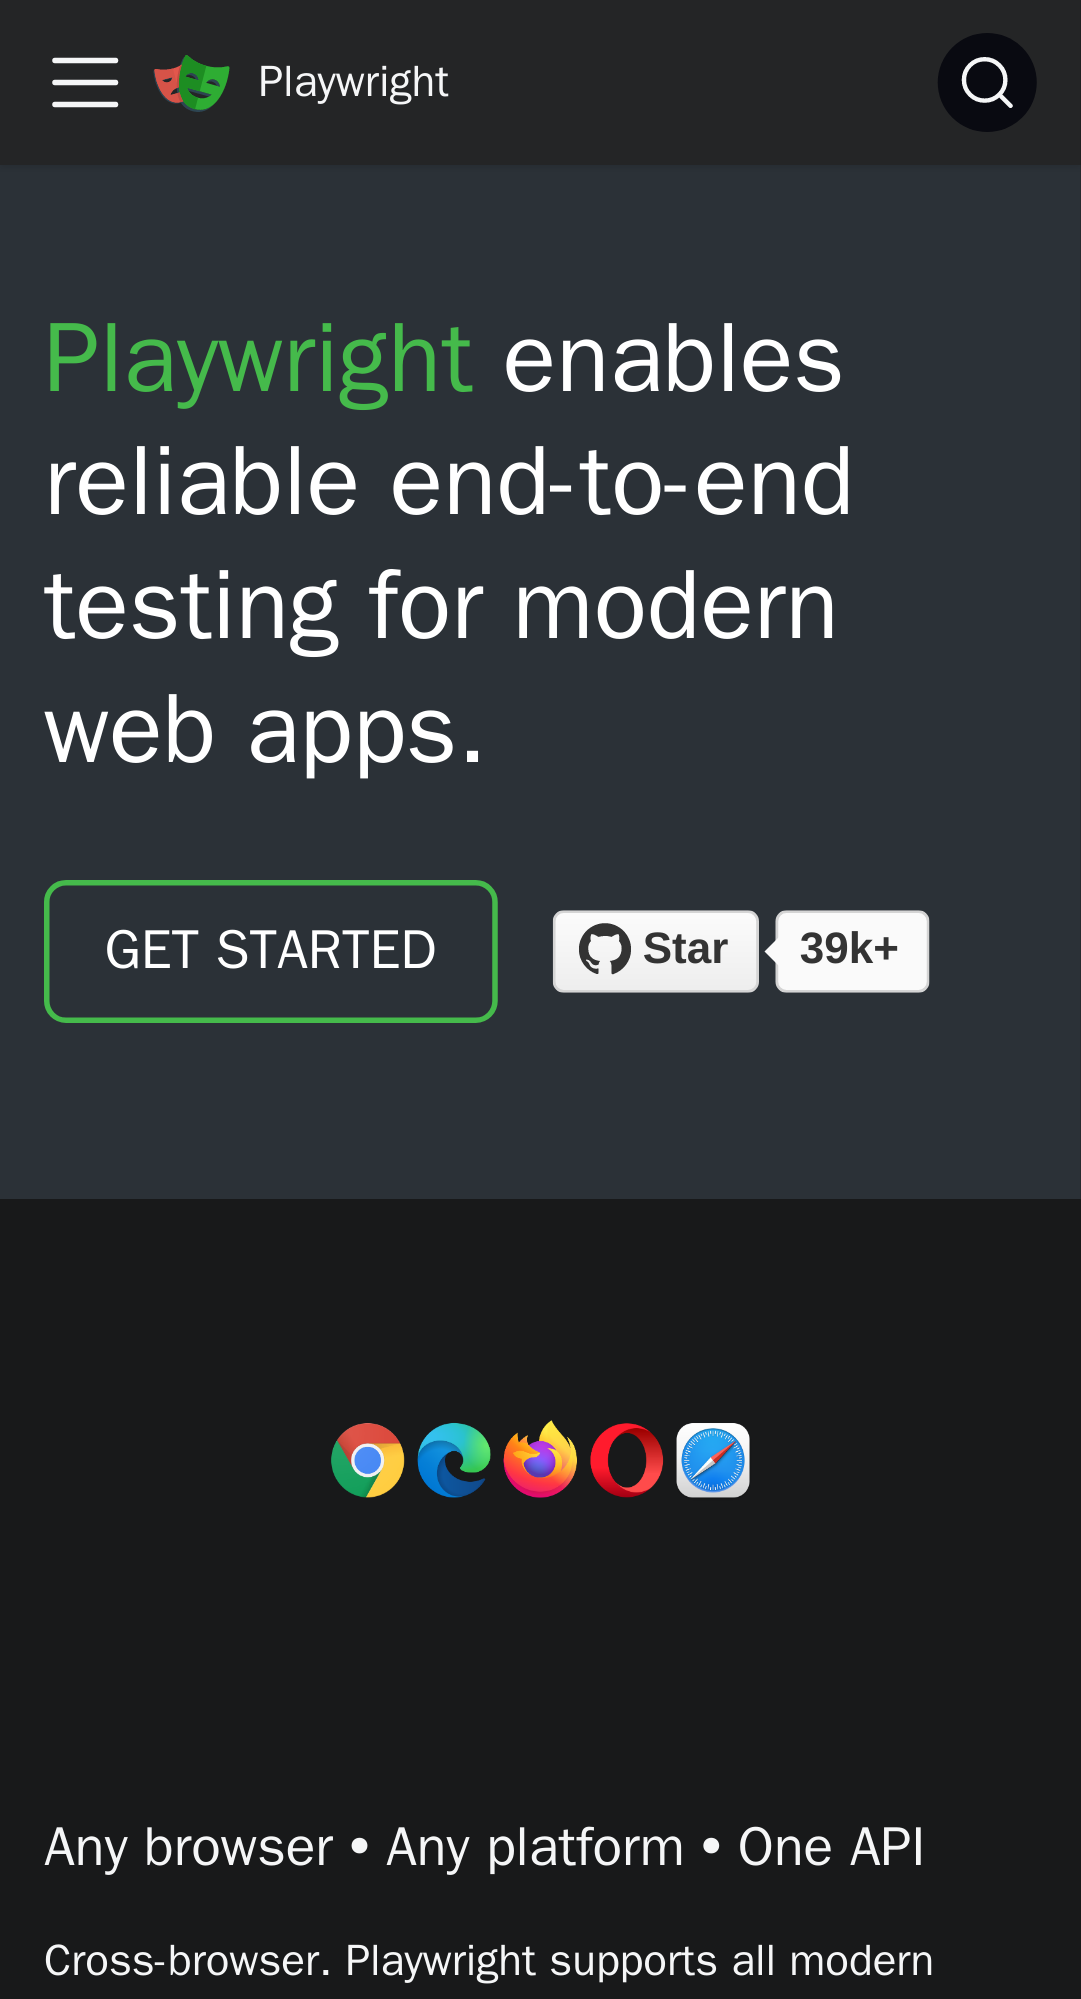 Playwright
Playwright enables
reliable end-to-end
testing for modern
web apps.
GET STARTED
Star
39k+
Any browser • Any platform • One API
Cross-browser. Playwright supports all modern